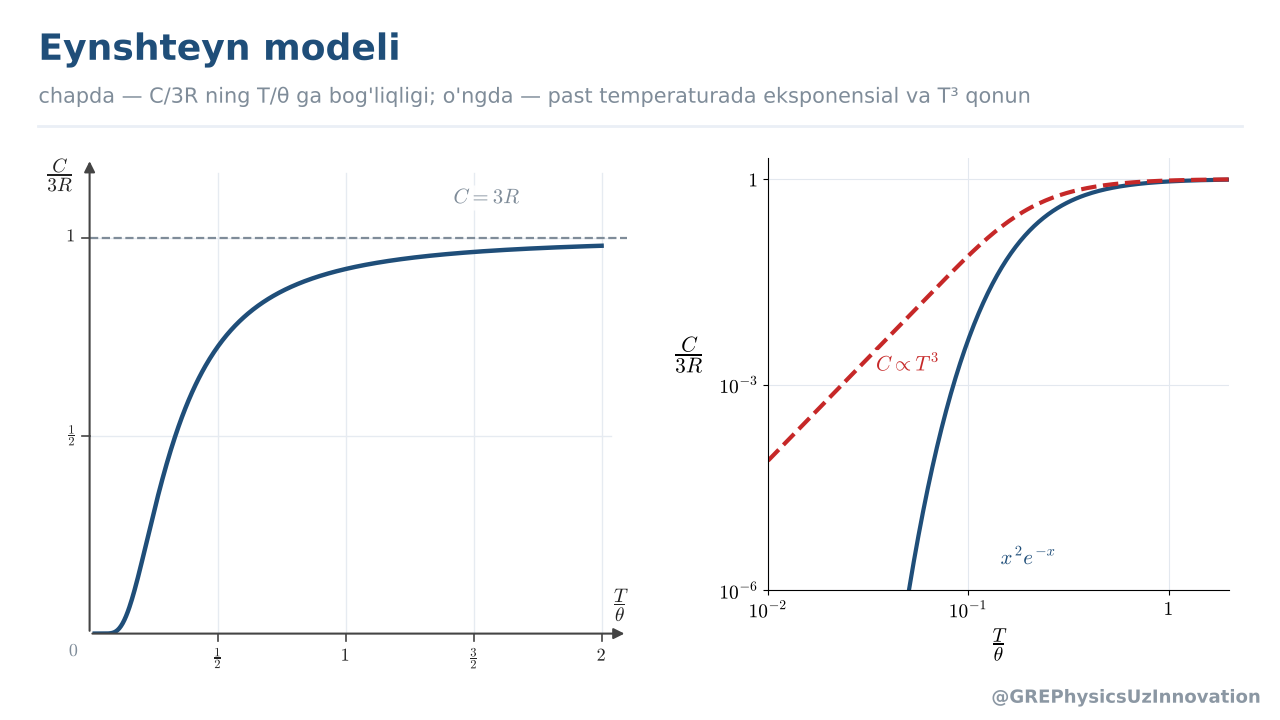 Eynshteyn modeli
chapda — C/3R ning T/θ ga bog'liqligi; o'ngda — past temperaturada eksponensial va T³ qonun
C/3R
C = 3R
1
1/2
0
1/2
1
3/2
2
T/θ
C/3R
1
10⁻³
10⁻⁶
C ∝ T³
x²e⁻ˣ
10⁻²
10⁻¹
1
T/θ
@GREPhysicsUzInnovation